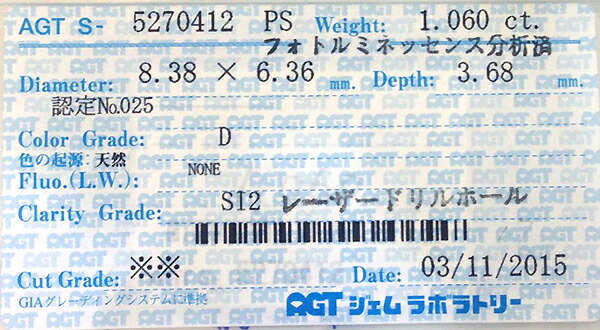 AGT S- 5270412 PS Weight: 1.060 ct.
フォトルミネッセンス分析済
Diameter: 8.38 × 6.36 mm. Depth: 3.68 mm.
認定No.025
Color Grade: D
色の起源:天然
Fluo.(L.W.): NONE
Clarity Grade: SI2 レーザードリルホール
Cut Grade: ※※ Date: 03/11/2015
GIAグレーディングシステムに準拠
AGT ジェムラボラトリー